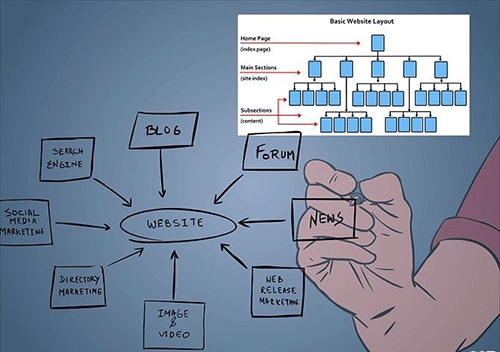 Basic Website Layout
Home Page
(index page)
Main Sections
(site index)
Subsections
(content)
BLOG
FORUM
SEARCH
ENGINE
SOCIAL
MEDIA
MARKETING
WEBSITE
NEWS
DIRECTORY
MARKETING
IMAGE
&
VIDEO
WEB
RELEASE
MARKETING